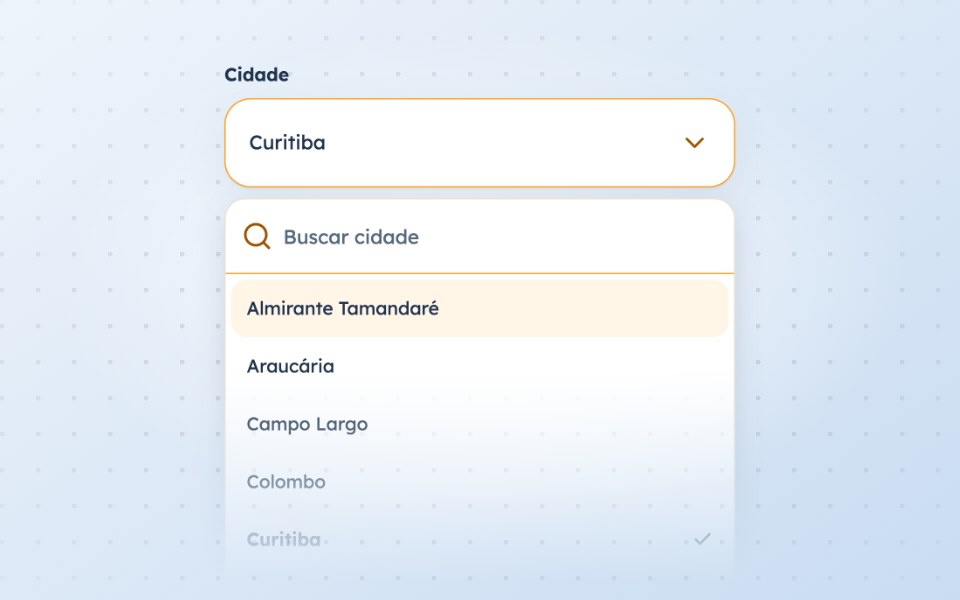 Cidade
Curitiba
Buscar cidade
Almirante Tamandaré
Araucária
Campo Largo
Colombo
Curitiba